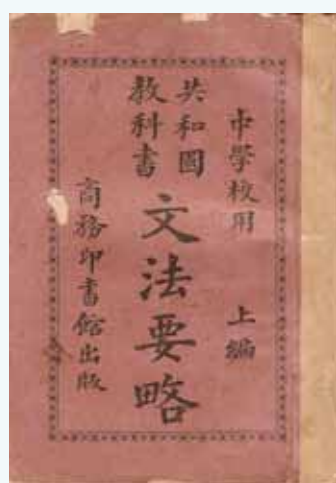 中學校用　上編
共和國
教科書
文法要略
商務印書館出版